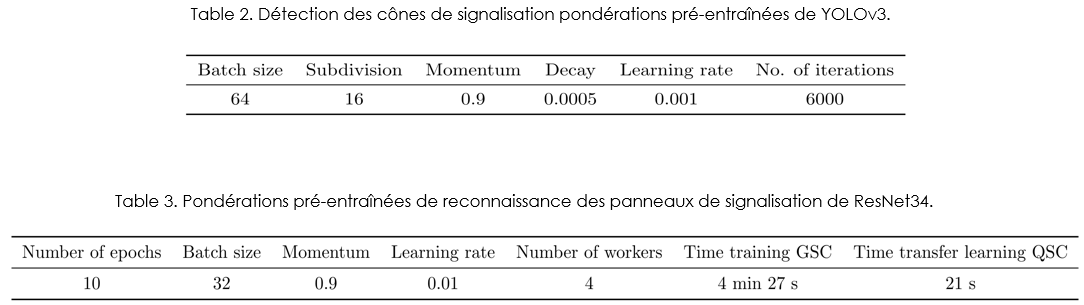 Table 2. Détection des cônes de signalisation pondérations pré-entraînées de YOLOv3.
Batch size Subdivision Momentum Decay Learning rate No. of iterations
64 16 0.9 0.0005 0.001 6000
Table 3. Pondérations pré-entraînées de reconnaissance des panneaux de signalisation de ResNet34.
Number of epochs Batch size Momentum Learning rate Number of workers Time training GSC Time transfer learning QSC
10 32 0.9 0.01 4 4 min 27 s 21 s